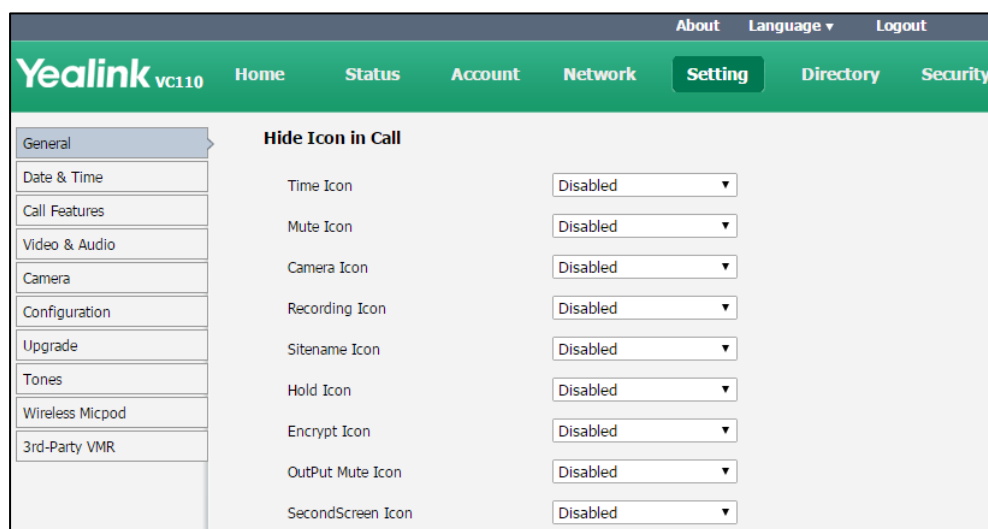 About Language ▾ Logout
Yealink VC110 Home Status Account Network Setting Directory Security
General
Date & Time
Call Features
Video & Audio
Camera
Configuration
Upgrade
Tones
Wireless Micpod
3rd-Party VMR
Hide Icon in Call
Time Icon Disabled
Mute Icon Disabled
Camera Icon Disabled
Recording Icon Disabled
Sitename Icon Disabled
Hold Icon Disabled
Encrypt Icon Disabled
OutPut Mute Icon Disabled
SecondScreen Icon Disabled